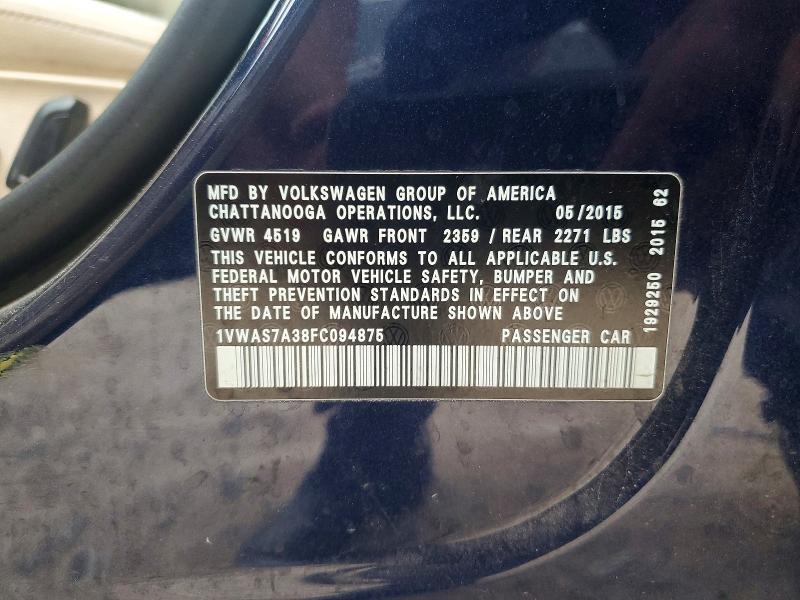 MFD BY VOLKSWAGEN GROUP OF AMERICA
CHATTANOOGA OPERATIONS, LLC. 05/2015
GVWR 4519 GAWR FRONT 2359 / REAR 2271 LBS
THIS VEHICLE CONFORMS TO ALL APPLICABLE U.S.
FEDERAL MOTOR VEHICLE SAFETY, BUMPER AND
THEFT PREVENTION STANDARDS IN EFFECT ON
THE DATE OF MANUFACTURE SHOWN ABOVE
1VWAS7A38FC094875 PASSENGER CAR
1929250 2015 62